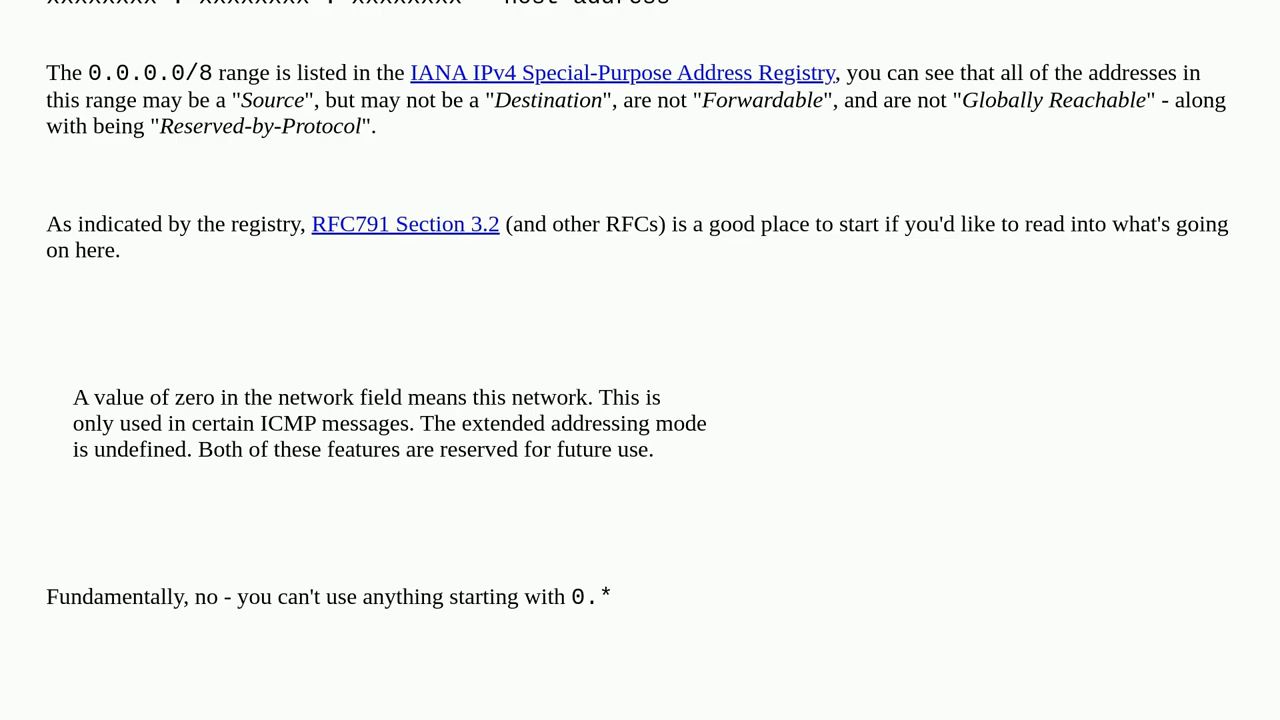 The 0.0.0.0/8 range is listed in the IANA IPv4 Special-Purpose Address Registry, you can see that all of the addresses in
this range may be a "Source", but may not be a "Destination", are not "Forwardable", and are not "Globally Reachable" - along
with being "Reserved-by-Protocol".
As indicated by the registry, RFC791 Section 3.2 (and other RFCs) is a good place to start if you'd like to read into what's going
on here.
A value of zero in the network field means this network. This is
only used in certain ICMP messages. The extended addressing mode
is undefined. Both of these features are reserved for future use.
Fundamentally, no - you can't use anything starting with 0.*